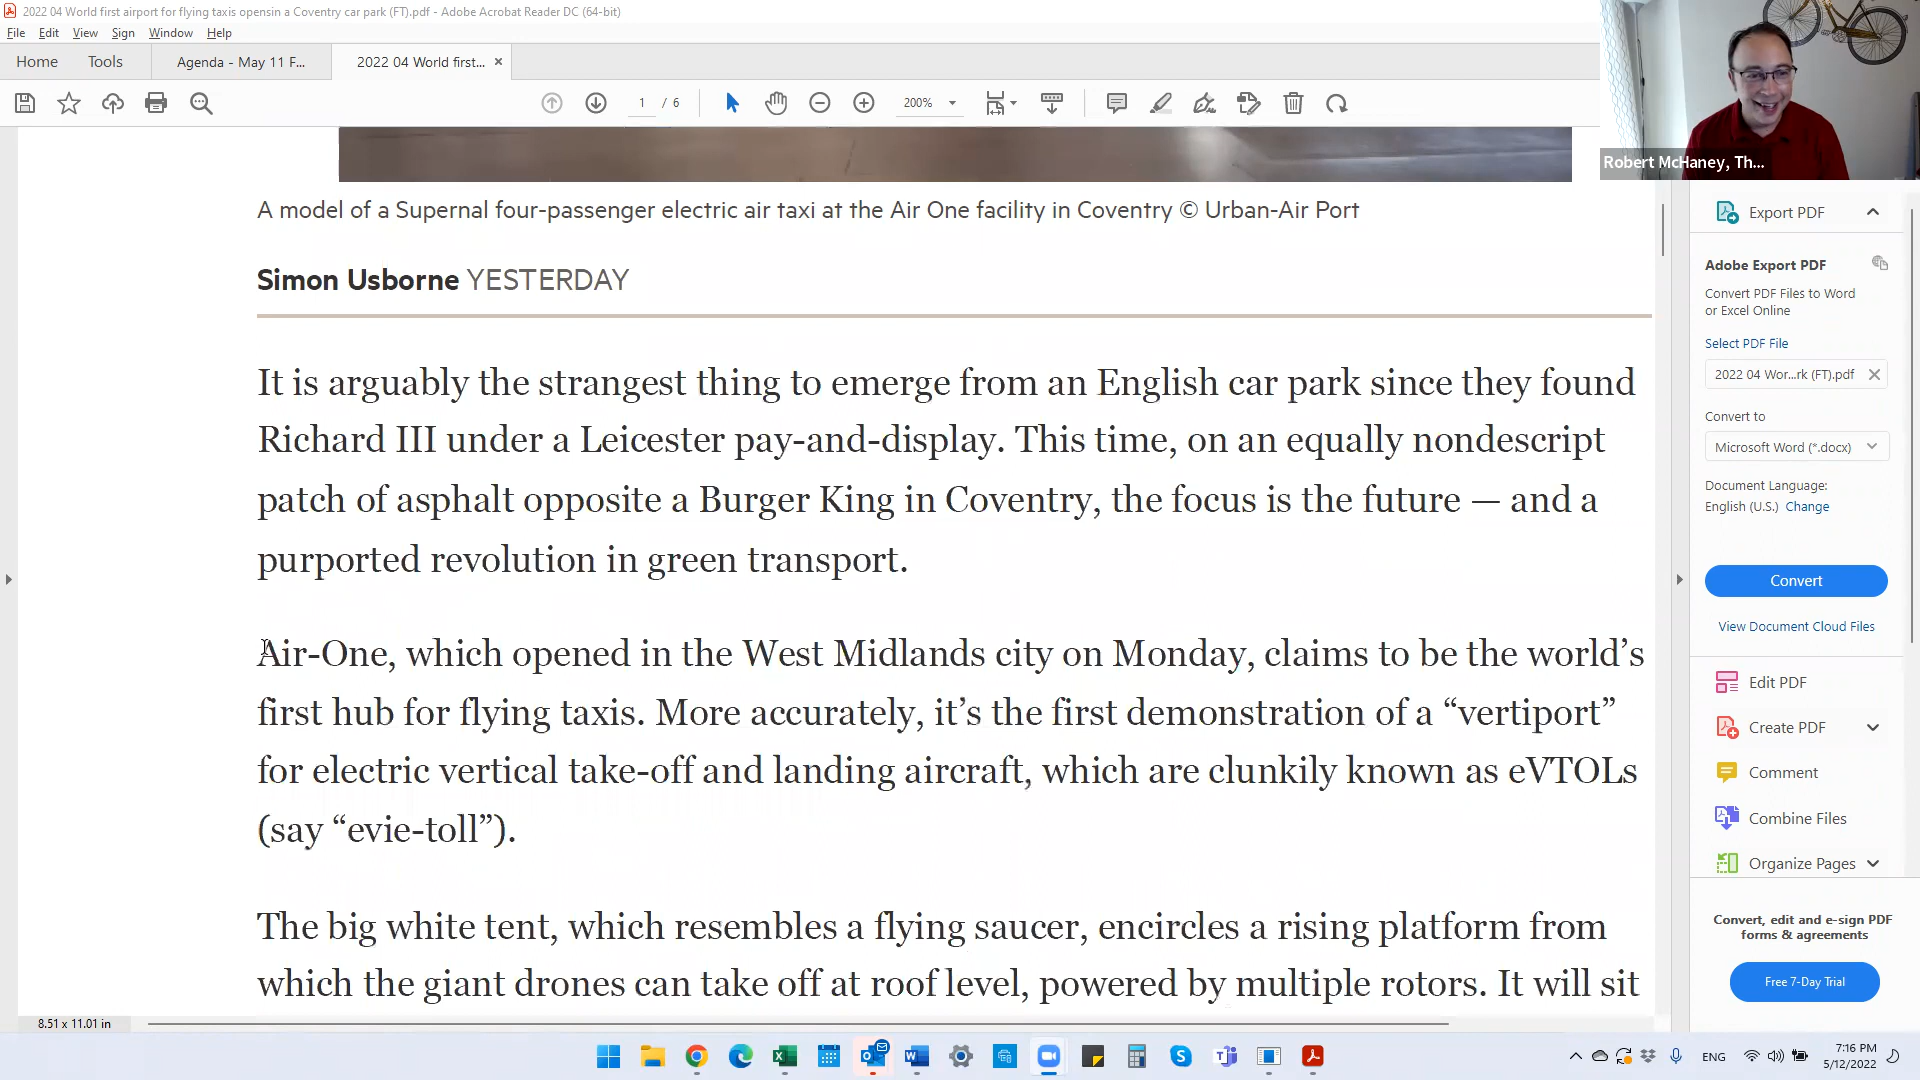 2022 04 World first airport for flying taxis opensin a Coventry car park (FT).pdf - Adobe Acrobat Reader DC (64-bit)
File Edit View Sign Window Help
Home Tools Agenda - May 11 F... 2022 04 World first... ×
1 / 6 200%
Robert McHaney, Th...
A model of a Supernal four-passenger electric air taxi at the Air One facility in Coventry © Urban-Air Port
Simon Usborne YESTERDAY
It is arguably the strangest thing to emerge from an English car park since they found
Richard III under a Leicester pay-and-display. This time, on an equally nondescript
patch of asphalt opposite a Burger King in Coventry, the focus is the future — and a
purported revolution in green transport.
Air-One, which opened in the West Midlands city on Monday, claims to be the world’s
first hub for flying taxis. More accurately, it’s the first demonstration of a “vertiport”
for electric vertical take-off and landing aircraft, which are clunkily known as eVTOLs
(say “evie-toll”).
The big white tent, which resembles a flying saucer, encircles a rising platform from
which the giant drones can take off at roof level, powered by multiple rotors. It will sit
8.51 x 11.01 in
Export PDF
Adobe Export PDF
Convert PDF Files to Word
or Excel Online
Select PDF File
2022 04 Wor...rk (FT).pdf
Convert to
Microsoft Word (*.docx)
Document Language:
English (U.S.) Change
Convert
View Document Cloud Files
Edit PDF
Create PDF
Comment
Combine Files
Organize Pages
Convert, edit and e-sign PDF
forms & agreements
Free 7-Day Trial
ENG
7:16 PM
5/12/2022